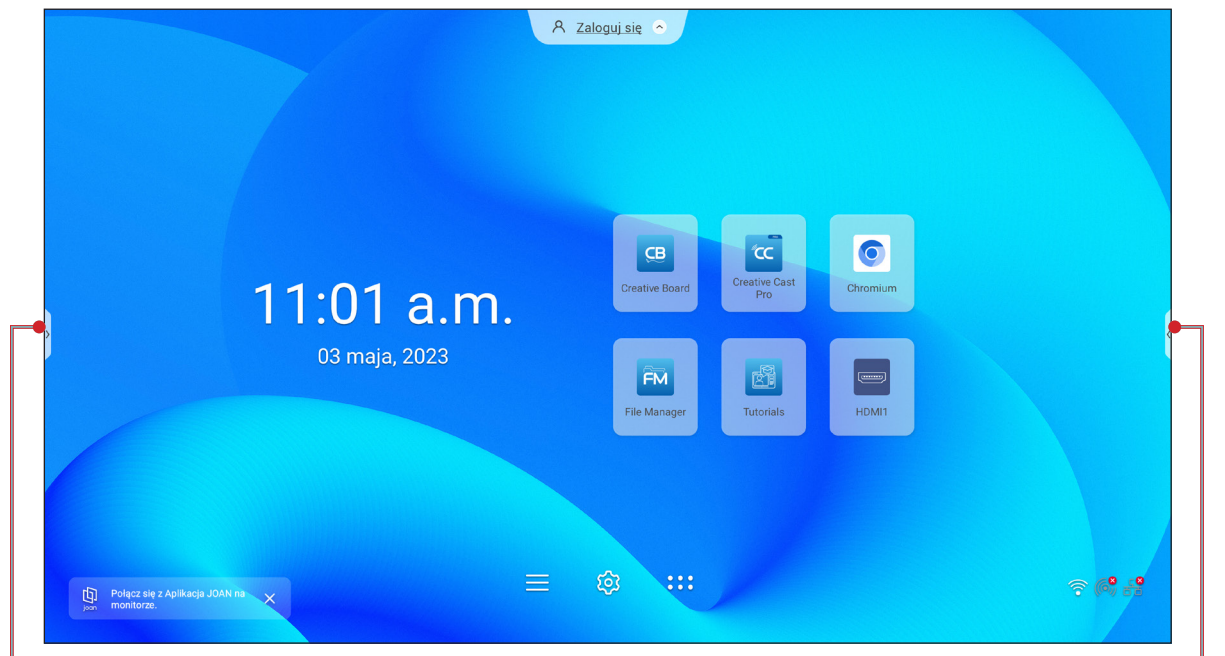 Zaloguj się
CB
Creative Board
CC
Creative Cast
Pro
Chromium
11:01 a.m.
03 maja, 2023
FM
File Manager
Tutorials
HDMI1
joan
Połącz się z Aplikacja JOAN na
monitorze.